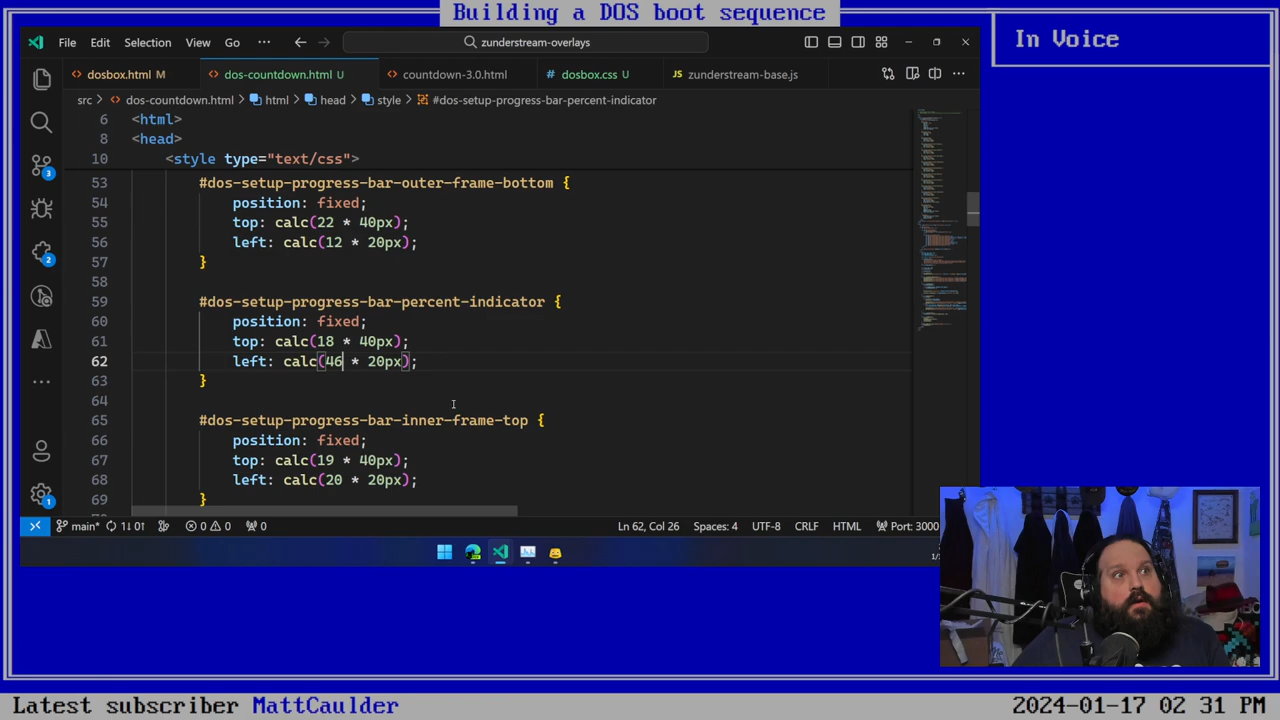 Building a DOS boot sequence
In Voice
File Edit Selection View Go ··· zunderstream-overlays
dosbox.html M dos-countdown.html U countdown-3.0.html dosbox.css U JS zunderstream-base.js
src > dos-countdown.html > html > head > style > #dos-setup-progress-bar-percent-indicator
6 <html>
8 <head>
10 <style type="text/css">
53 #dos-setup-progress-bar-outer-frame-bottom {
54 position: fixed;
55 top: calc(22 * 40px);
56 left: calc(12 * 20px);
57 }
58
59 #dos-setup-progress-bar-percent-indicator {
60 position: fixed;
61 top: calc(18 * 40px);
62 left: calc(46 * 20px);
63 }
64
65 #dos-setup-progress-bar-inner-frame-top {
66 position: fixed;
67 top: calc(19 * 40px);
68 left: calc(20 * 20px);
69 }
3
2
1
main* 1↓ 0↑ 0 0 0 Ln 62, Col 26 Spaces: 4 UTF-8 CRLF HTML Port: 3000
Latest subscriber MattCaulder
2024-01-17 02 31 PM